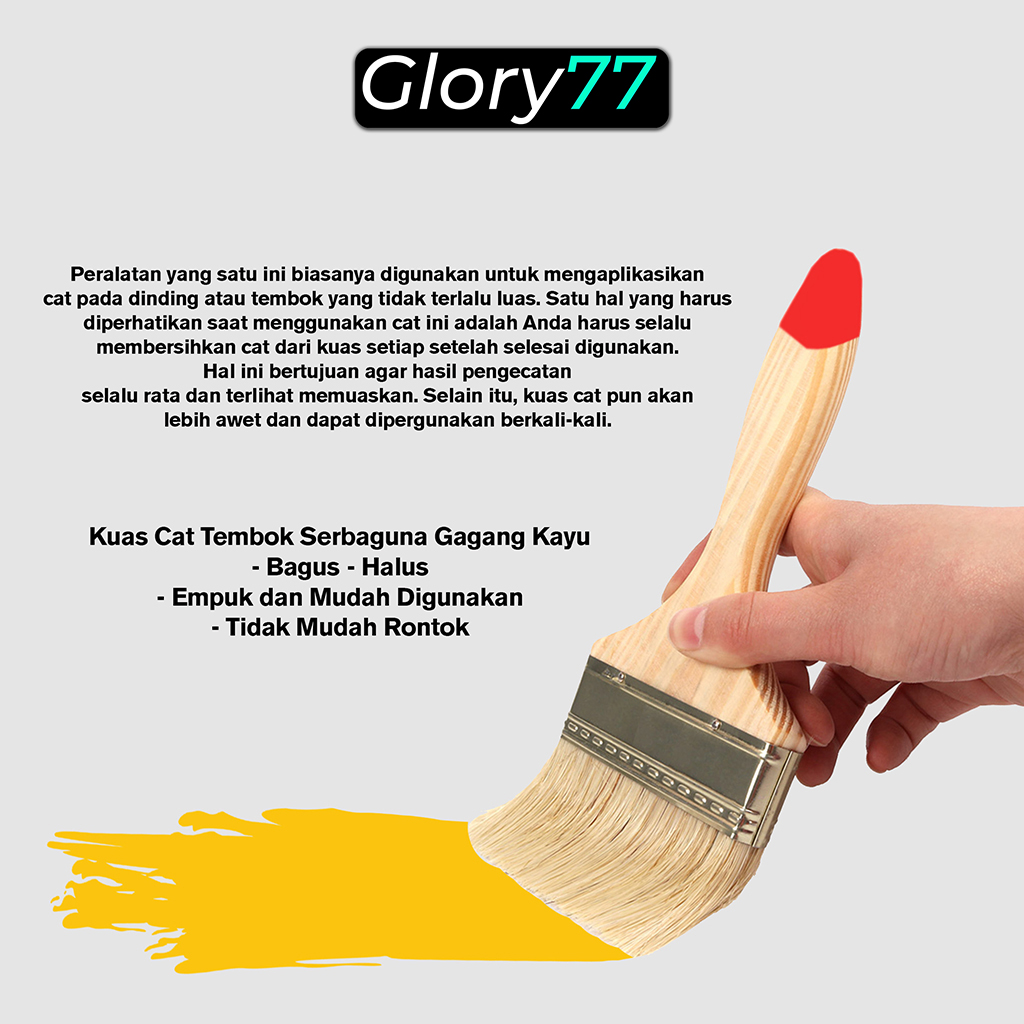 Glory77
Peralatan yang satu ini biasanya digunakan untuk mengaplikasikan
cat pada dinding atau tembok yang tidak terlalu luas. Satu hal yang harus
diperhatikan saat menggunakan cat ini adalah Anda harus selalu
membersihkan cat dari kuas setiap setelah selesai digunakan.
Hal ini bertujuan agar hasil pengecatan
selalu rata dan terlihat memuaskan. Selain itu, kuas cat pun akan
lebih awet dan dapat dipergunakan berkali-kali.
Kuas Cat Tembok Serbaguna Gagang Kayu
- Bagus - Halus
- Empuk dan Mudah Digunakan
- Tidak Mudah Rontok